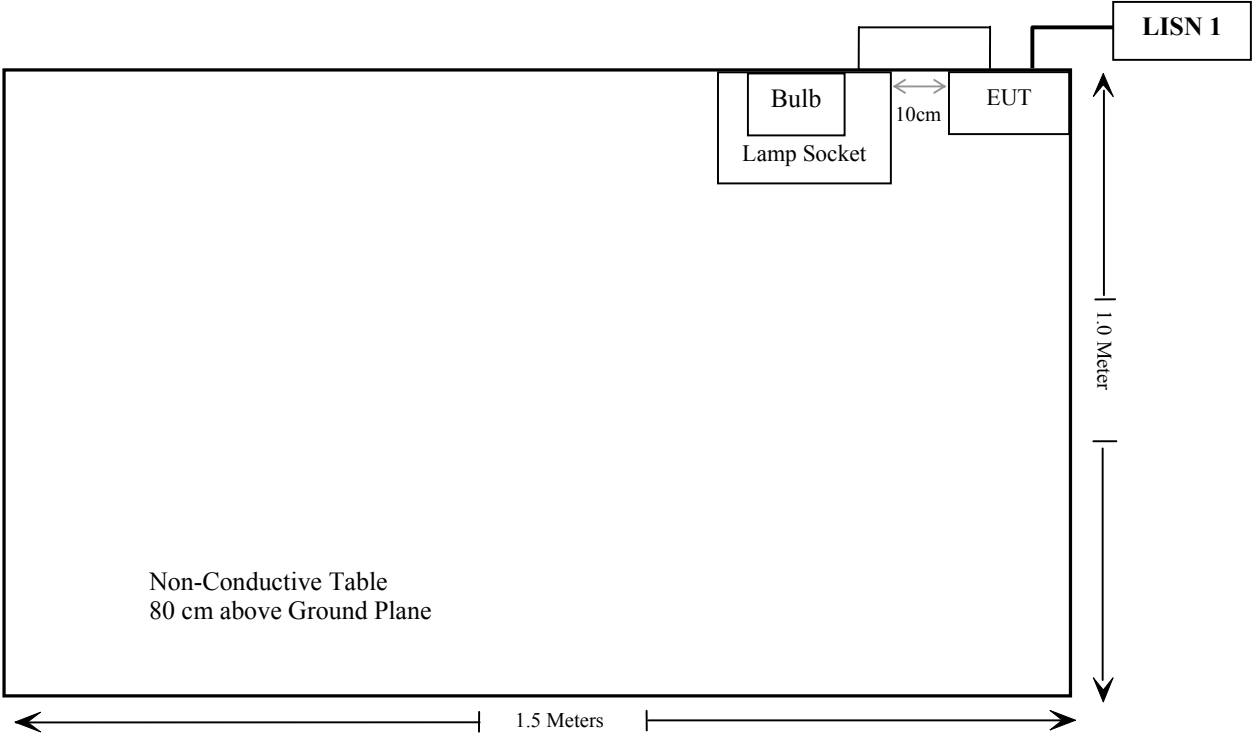 LISN 1
Bulb
EUT
10cm
Lamp Socket
1.0 Meter
Non-Conductive Table
80 cm above Ground Plane
1.5 Meters